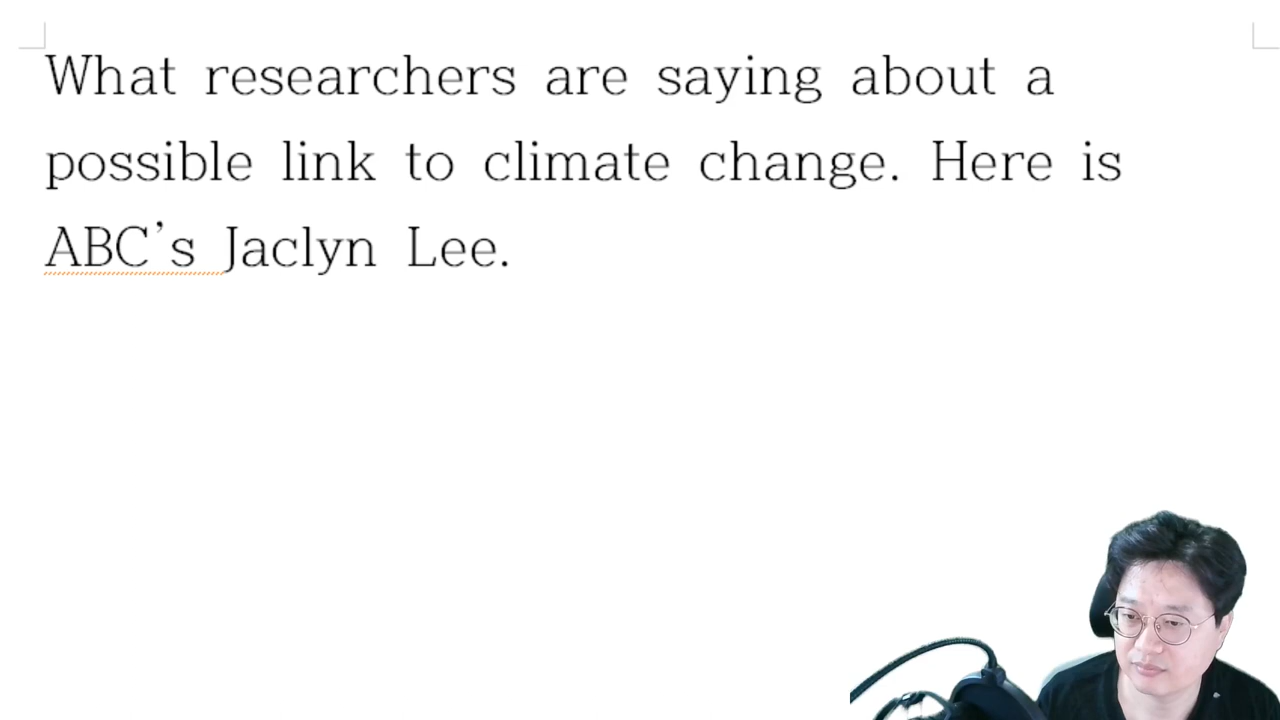 What researchers are saying about a
possible link to climate change. Here is
ABC's Jaclyn Lee.